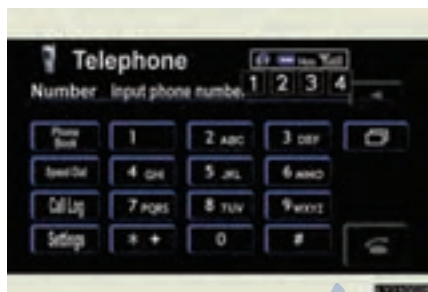 Telephone
1 2 3 4
Number Input phone number
Phone Book 1 2 ABC 3 DEF
Speed Dial 4 GHI 5 JKL 6 MNO
Call Log 7 PQRS 8 TUV 9 WXYZ
Settings * + 0 #